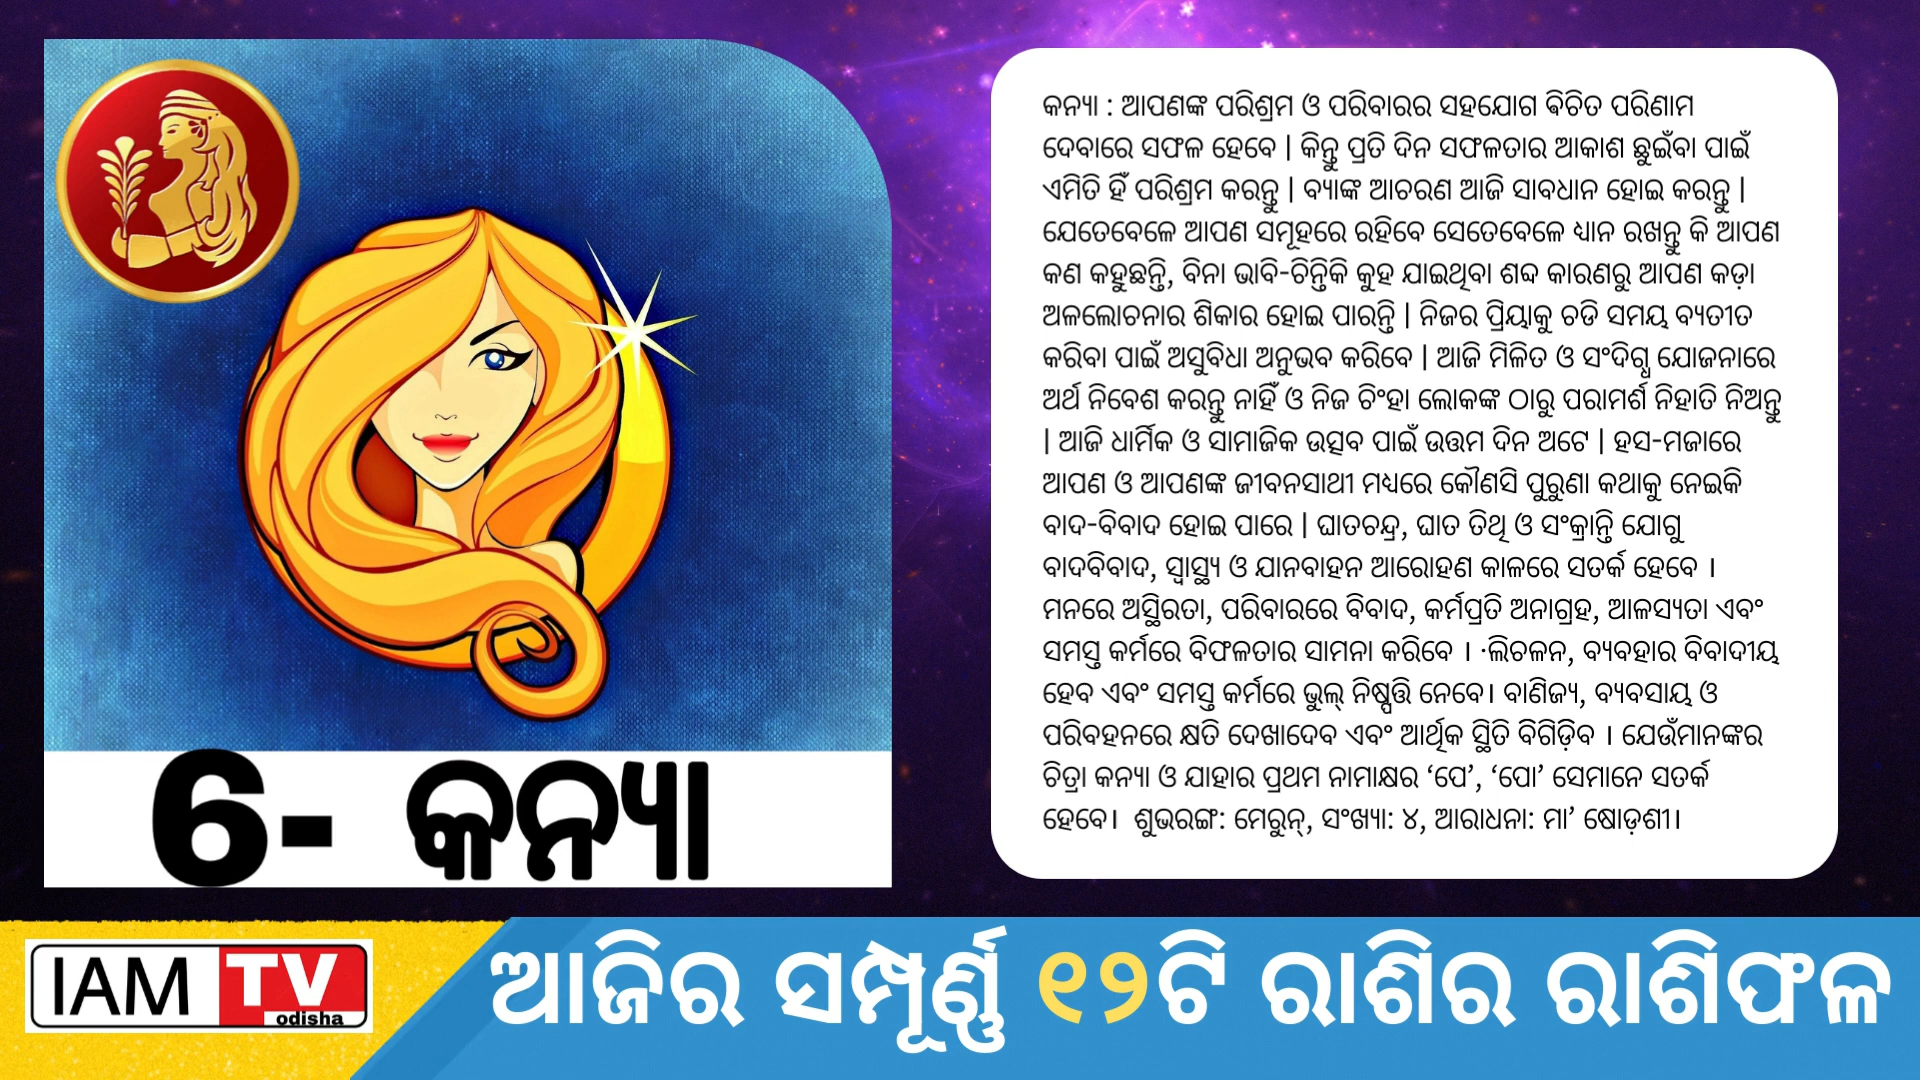 କନ୍ୟା : ଆପଣଙ୍କ ପରିଶ୍ରମ ଓ ପରିବାରର ସହଯୋଗ ବିଚିତ ପରିଣାମ
ଦେବାରେ ସଫଳ ହେବେ | କିନ୍ତୁ ପ୍ରତି ଦିନ ସଫଳତାର ଆକାଶ ଛୁଇଁବା ପାଇଁ
ଏମିତି ହିଁ ପରିଶ୍ରମ କରନ୍ତୁ | ବ୍ୟାଙ୍କ ଆଚରଣ ଆଜି ସାବଧାନ ହୋଇ କରନ୍ତୁ |
ଯେତେବେଳେ ଆପଣ ସମୂହରେ ରହିବେ ସେତେବେଳେ ଧ୍ୟାନ ରଖନ୍ତୁ କି ଆପଣ
କଣ କହୁଛନ୍ତି, ବିନା ଭାବି-ଚିନ୍ତିକି କୁହ ଯାଇଥିବା ଶବ୍ଦ କାରଣରୁ ଆପଣ କଡ଼ା
ଅଳଲୋଚନାର ଶିକାର ହୋଇ ପାରନ୍ତି | ନିଜର ପ୍ରିୟାକୁ ଚଡି ସମୟ ବ୍ୟତୀତ
କରିବା ପାଇଁ ଅସୁବିଧା ଅନୁଭବ କରିବେ | ଆଜି ମିଳିତ ଓ ସଂଦିଗ୍ଧ ଯୋଜନାରେ
ଅର୍ଥ ନିବେଶ କରନ୍ତୁ ନାହିଁ ଓ ନିଜ ଚିଂହା ଲୋକଙ୍କ ଠାରୁ ପରାମର୍ଶ ନିହାତି ନିଅନ୍ତୁ
| ଆଜି ଧାର୍ମିକ ଓ ସାମାଜିକ ଉତ୍ସବ ପାଇଁ ଉତ୍ତମ ଦିନ ଅଟେ | ହସ-ମଜାରେ
ଆପଣ ଓ ଆପଣଙ୍କ ଜୀବନସାଥୀ ମଧ୍ୟରେ କୌଣସି ପୁରୁଣା କଥାକୁ ନେଇକି
ବାଦ-ବିବାଦ ହୋଇ ପାରେ | ଘାତଚନ୍ଦ୍ର, ଘାତ ତିଥି ଓ ସଂକ୍ରାନ୍ତି ଯୋଗୁ
ବାଦବିବାଦ, ସ୍ୱାସ୍ଥ୍ୟ ଓ ଯାନବାହନ ଆରୋହଣ କାଳରେ ସତର୍କ ହେବେ ।
ମନରେ ଅସ୍ଥିରତା, ପରିବାରରେ ବିବାଦ, କର୍ମପ୍ରତି ଅନାଗ୍ରହ, ଆଳସ୍ୟତା ଏବଂ
ସମସ୍ତ କର୍ମରେ ବିଫଳତାର ସାମନା କରିବେ । ·ଲିଚଳନ, ବ୍ୟବହାର ବିବାଦୀୟ
ହେବ ଏବଂ ସମସ୍ତ କର୍ମରେ ଭୁଲ୍ ନିଷ୍ପତ୍ତି ନେବେ। ବାଣିଜ୍ୟ, ବ୍ୟବସାୟ ଓ
ପରିବହନରେ କ୍ଷତି ଦେଖାଦେବ ଏବଂ ଆର୍ଥିକ ସ୍ଥିତି ବିଗିଡ଼ିବ । ଯେଉଁମାନଙ୍କର
ଚିତ୍ରା କନ୍ୟା ଓ ଯାହାର ପ୍ରଥମ ନାମାକ୍ଷର ‘ପେ’, ‘ପୋ’ ସେମାନେ ସତର୍କ
ହେବେ। ଶୁଭରଙ୍ଗ: ମେରୁନ୍, ସଂଖ୍ୟା: ୪, ଆରାଧନା: ମା’ ଷୋଡ଼ଶୀ।
6- କନ୍ୟା
IAM TV
odisha
ଆଜିର ସମ୍ପୂର୍ଣ୍ଣ ୧୨ଟି ରାଶିର ରାଶିଫଳ